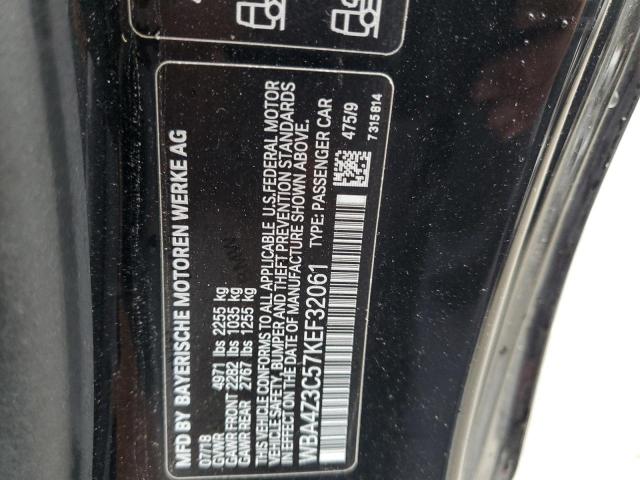 MFD BY BAYERISCHE MOTOREN WERKE AG
07/18
GVWR 4971 lbs 2255 kg
GAWR FRONT 2282 lbs 1035 kg
GAWR REAR 2767 lbs 1255 kg
THIS VEHICLE CONFORMS TO ALL APPLICABLE U.S. FEDERAL MOTOR
VEHICLE SAFETY, BUMPER AND THEFT PREVENTION STANDARDS
IN EFFECT ON THE DATE OF MANUFACTURE SHOWN ABOVE.
WBA4Z3C57KEF32061 TYPE: PASSENGER CAR
475/9
7315814